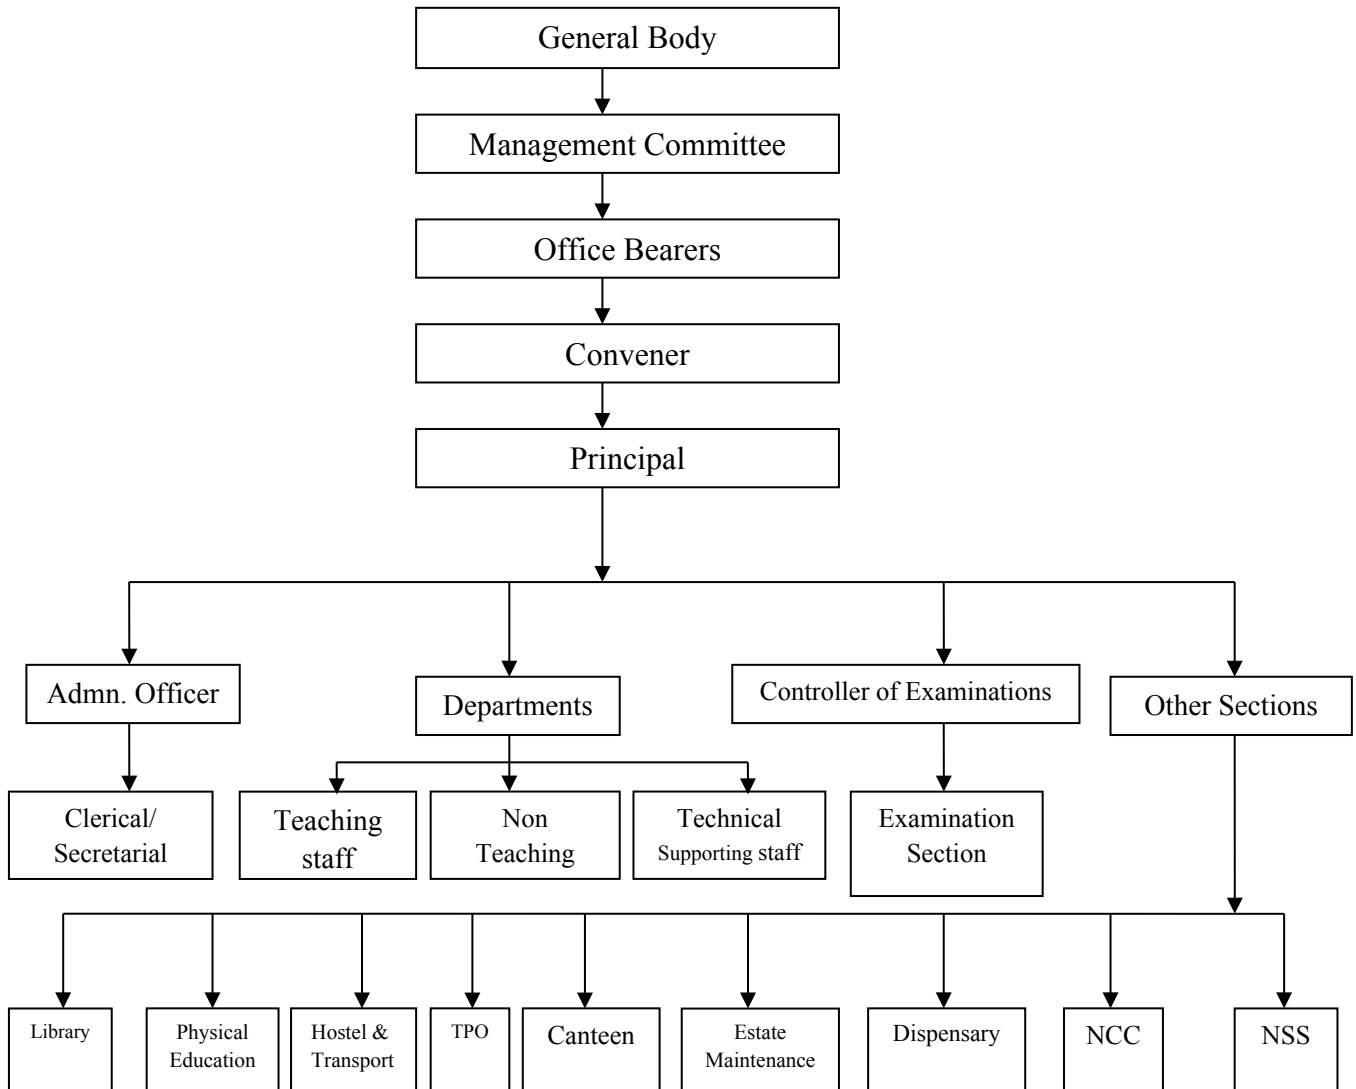 General Body
Management Committee
Office Bearers
Convener
Principal
Admn. Officer
Departments
Controller of Examinations
Other Sections
Clerical/
Secretarial
Teaching
staff
Non
Teaching
Technical
Supporting staff
Examination
Section
Library
Physical
Education
Hostel &
Transport
TPO
Canteen
Estate
Maintenance
Dispensary
NCC
NSS